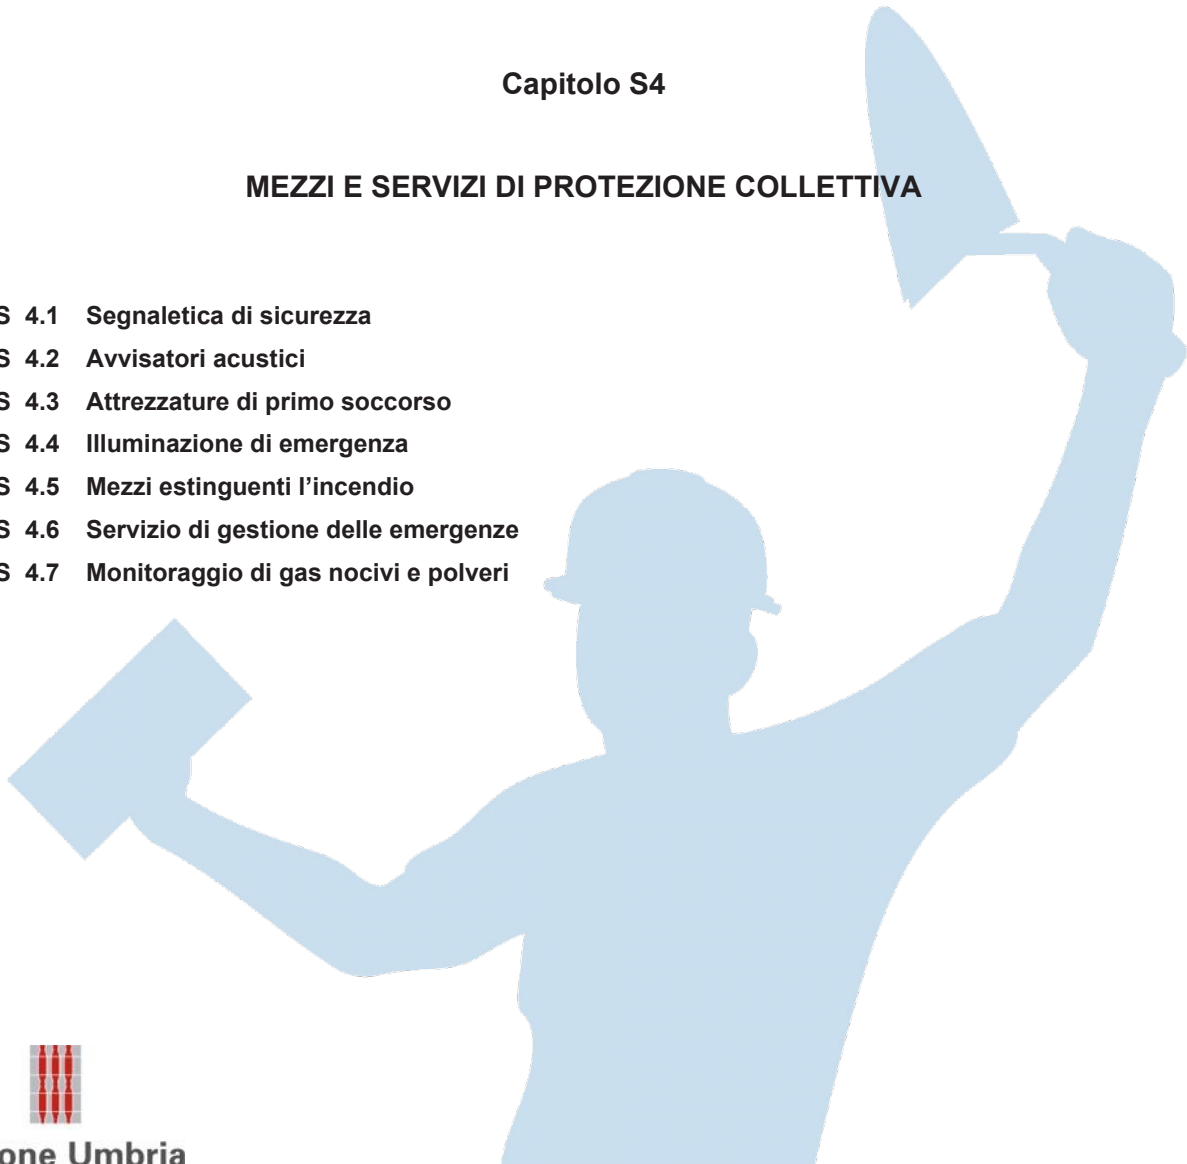 Capitolo S4
MEZZI E SERVIZI DI PROTEZIONE COLLETTIVA
S 4.1 Segnaletica di sicurezza
S 4.2 Avvisatori acustici
S 4.3 Attrezzature di primo soccorso
S 4.4 Illuminazione di emergenza
S 4.5 Mezzi estinguenti l’incendio
S 4.6 Servizio di gestione delle emergenze
S 4.7 Monitoraggio di gas nocivi e polveri
one Umbria